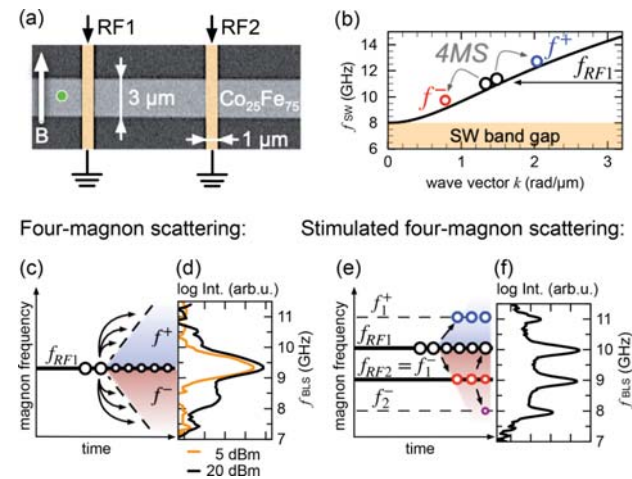 (a)
RF1
RF2
B
3 µm
Co25Fe75
1 µm
(b)
14
12
10
8
6
fSW (GHz)
4MS
f+
f−
fRF1
SW band gap
0
1
2
3
wave vector k (rad/µm)
Four-magnon scattering:
Stimulated four-magnon scattering:
(c)
magnon frequency
fRF1
f+
f−
time
(d)
log Int. (arb.u.)
11
10
9
8
7
fBLS (GHz)
5 dBm
20 dBm
(e)
magnon frequency
f1+
fRF1
fRF2 = f1−
f2−
time
(f)
log Int. (arb.u.)
11
10
9
8
7
fBLS (GHz)